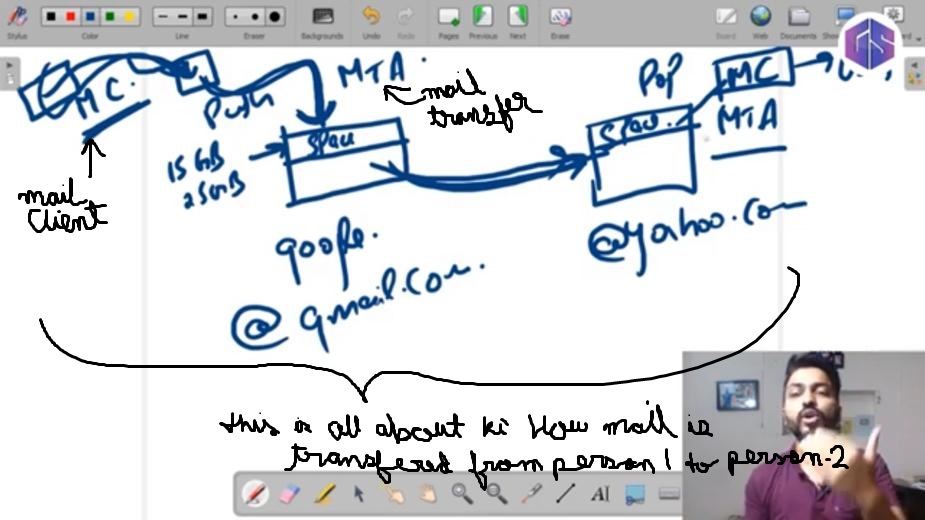 Stylus
Color
Line
Eraser
Backgrounds
Undo
Redo
Pages
Previous
Next
Erase
Board
Web
Documents
MC.
Push
MTA.
mail
transfer
POP
MC
MTA
Space
Space
15 GB
25 GB
mail
Client
google.
@gmail.com.
@yahoo.com
this is all about ki How mail is
transfered from person 1 to person-2